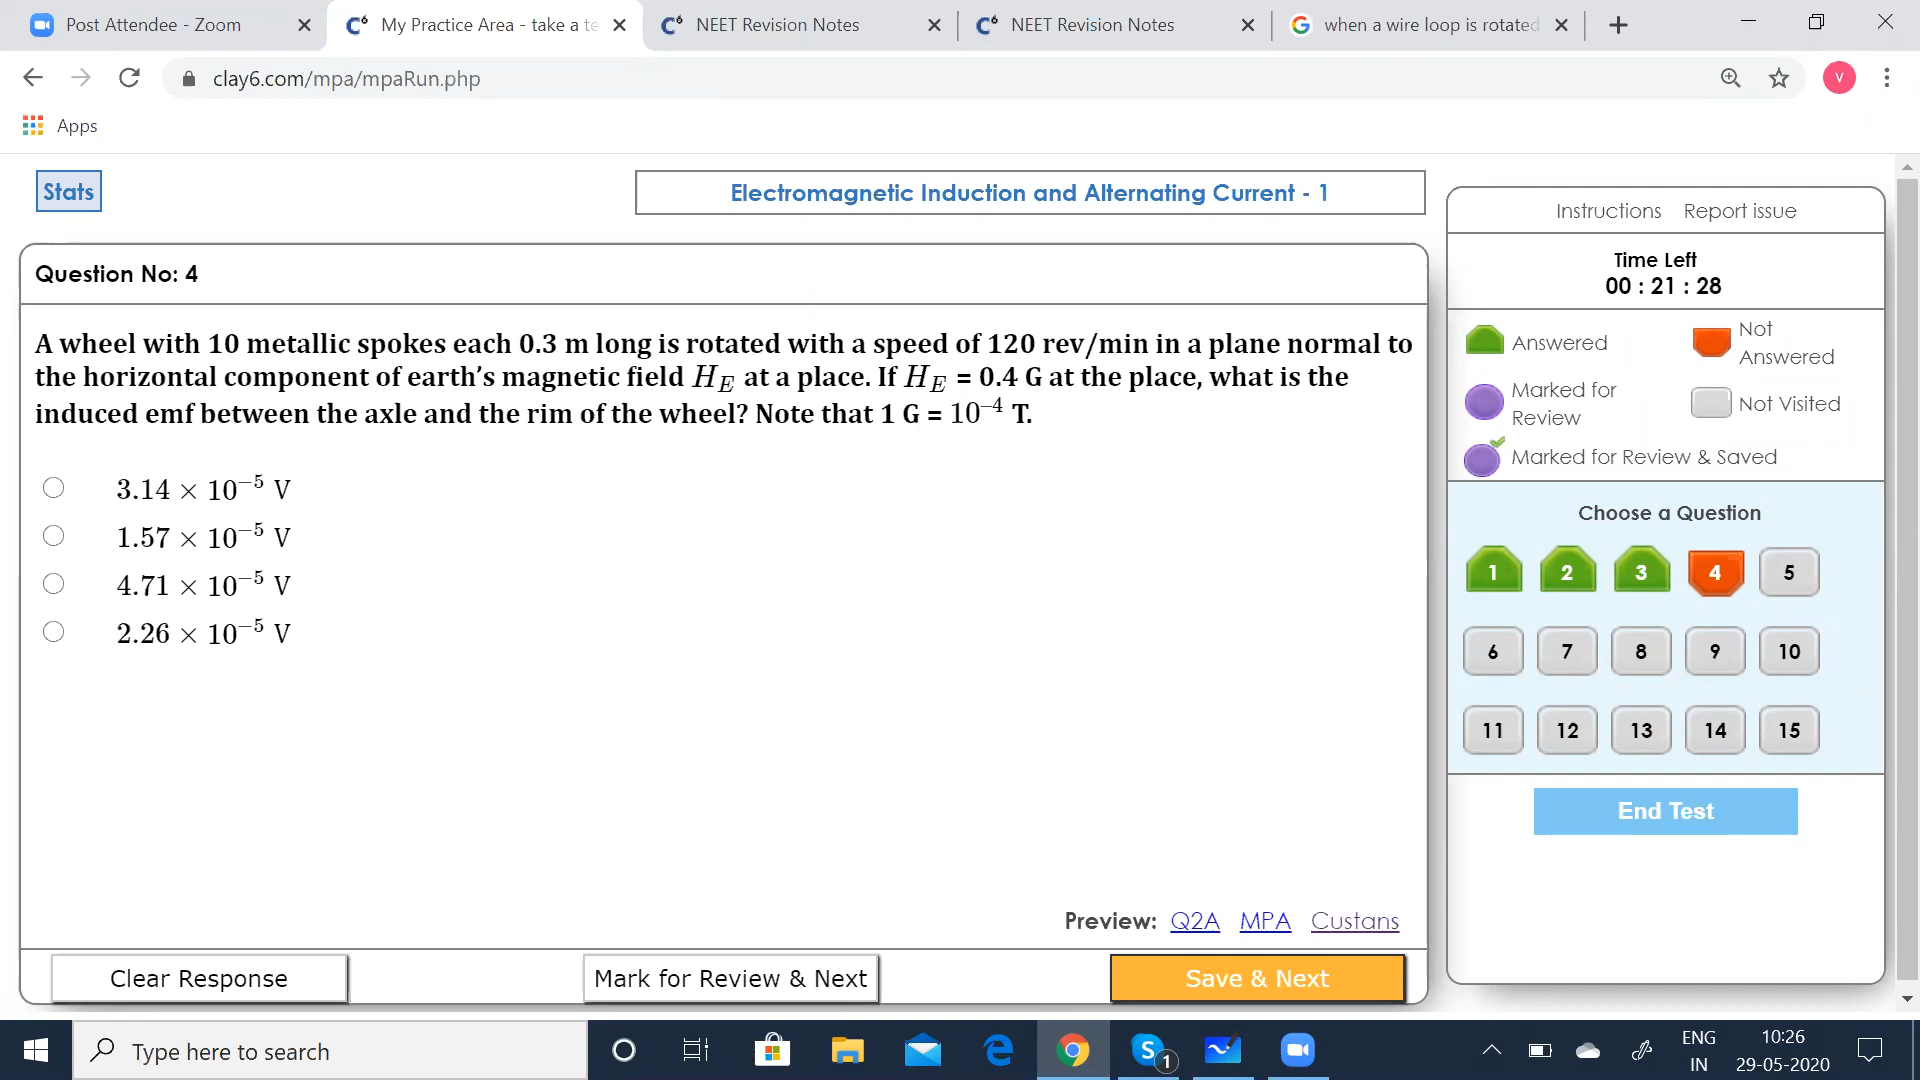 Post Attendee - Zoom
My Practice Area - take a te
NEET Revision Notes
NEET Revision Notes
when a wire loop is rotated
clay6.com/mpa/mpaRun.php
V
Apps
Stats
Electromagnetic Induction and Alternating Current - 1
Instructions Report issue
Time Left
00 : 21 : 28
Question No: 4
A wheel with 10 metallic spokes each 0.3 m long is rotated with a speed of 120 rev/min in a plane normal to
the horizontal component of earth's magnetic field H_E at a place. If H_E = 0.4 G at the place, what is the
induced emf between the axle and the rim of the wheel? Note that 1 G = 10⁻⁴ T.
3.14 × 10⁻⁵ V
1.57 × 10⁻⁵ V
4.71 × 10⁻⁵ V
2.26 × 10⁻⁵ V
Answered
Not
Answered
Marked for
Review
Not Visited
Marked for Review & Saved
Choose a Question
1 2 3 4 5
6 7 8 9 10
11 12 13 14 15
End Test
Preview: Q2A MPA Custans
Clear Response
Mark for Review & Next
Save & Next
Type here to search
S 1
ENG
IN
10:26
29-05-2020